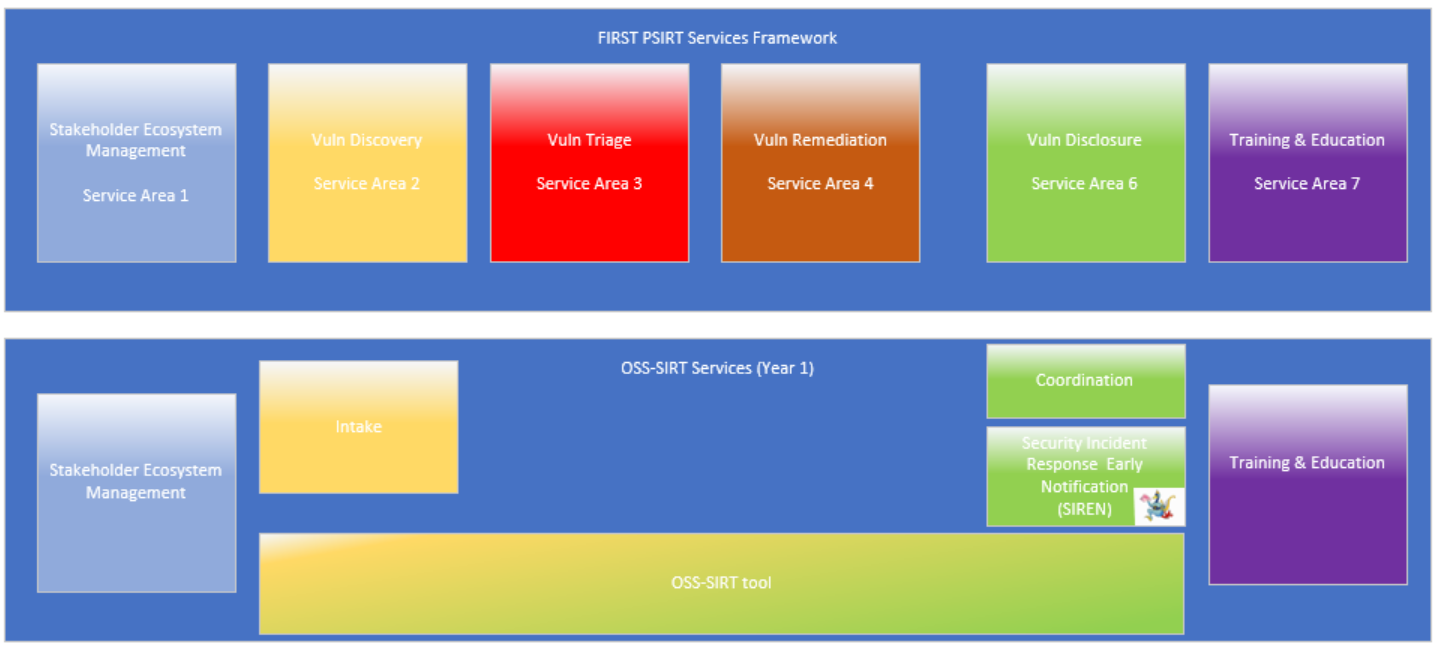 FIRST PSIRT Services Framework
Stakeholder Ecosystem
Management
Service Area 1
Vuln Discovery
Service Area 2
Vuln Triage
Service Area 3
Vuln Remediation
Service Area 4
Vuln Disclosure
Service Area 6
Training & Education
Service Area 7
OSS-SIRT Services (Year 1)
Stakeholder Ecosystem
Management
Intake
Coordination
Security Incident
Response Early
Notification
(SIREN)
Training & Education
OSS-SIRT tool